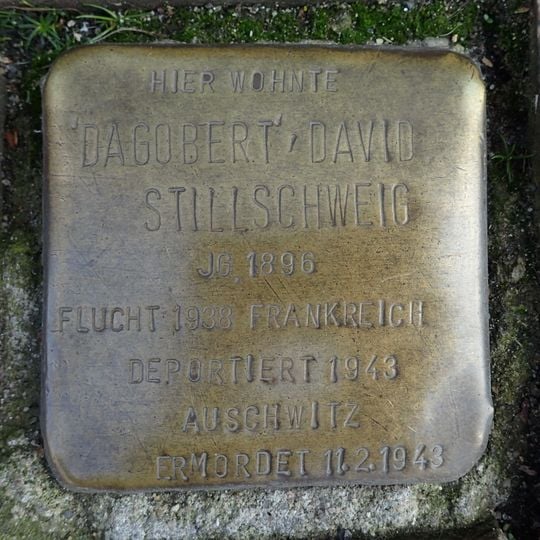 HIER WOHNTE
'DAGOBERT', DAVID
STILLSCHWEIG
JG. 1896
FLUCHT 1938 FRANKREICH
DEPORTIERT 1943
AUSCHWITZ
ERMORDET 11.2.1943